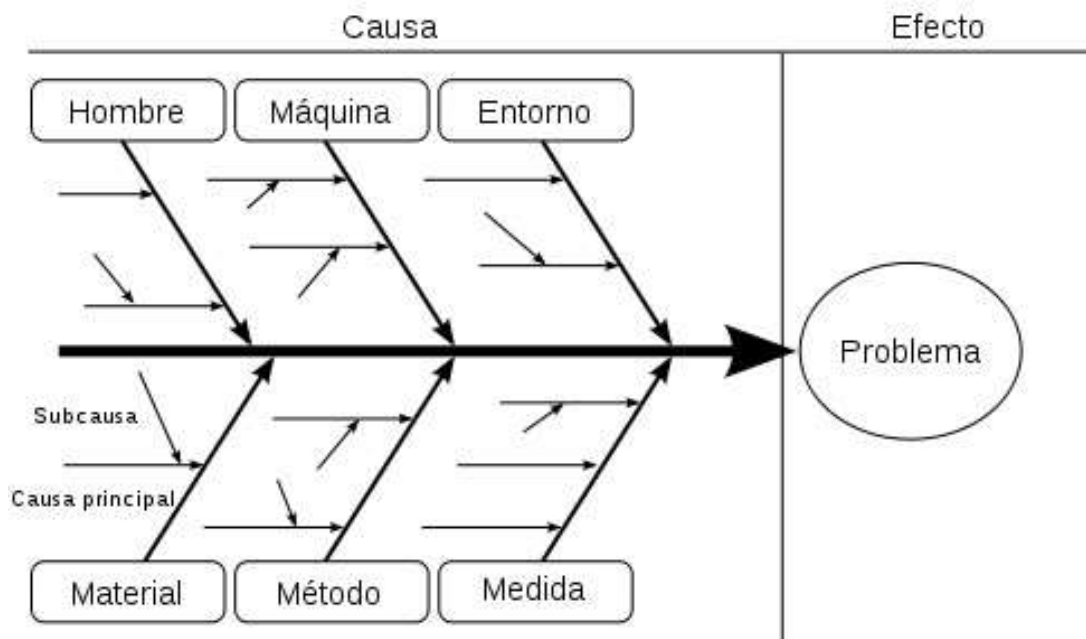 Causa
Efecto
Hombre
Máquina
Entorno
Problema
Subcausa
Causa principal
Material
Método
Medida